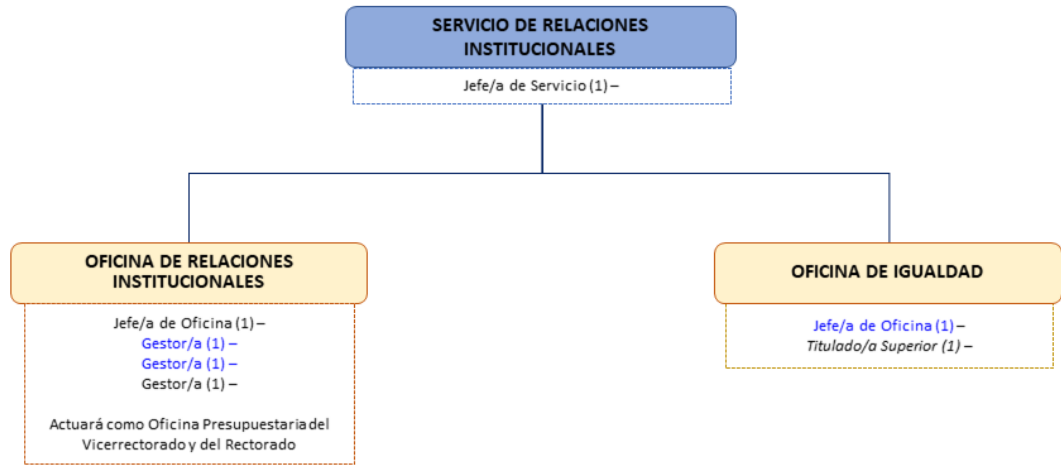 SERVICIO DE RELACIONES
INSTITUCIONALES
Jefe/a de Servicio (1) –
OFICINA DE RELACIONES
INSTITUCIONALES
Jefe/a de Oficina (1) –
Gestor/a (1) –
Gestor/a (1) –
Gestor/a (1) –
Actuará como Oficina Presupuestaria del
Vicerrectorado y del Rectorado
OFICINA DE IGUALDAD
Jefe/a de Oficina (1) –
Titulado/a Superior (1) –